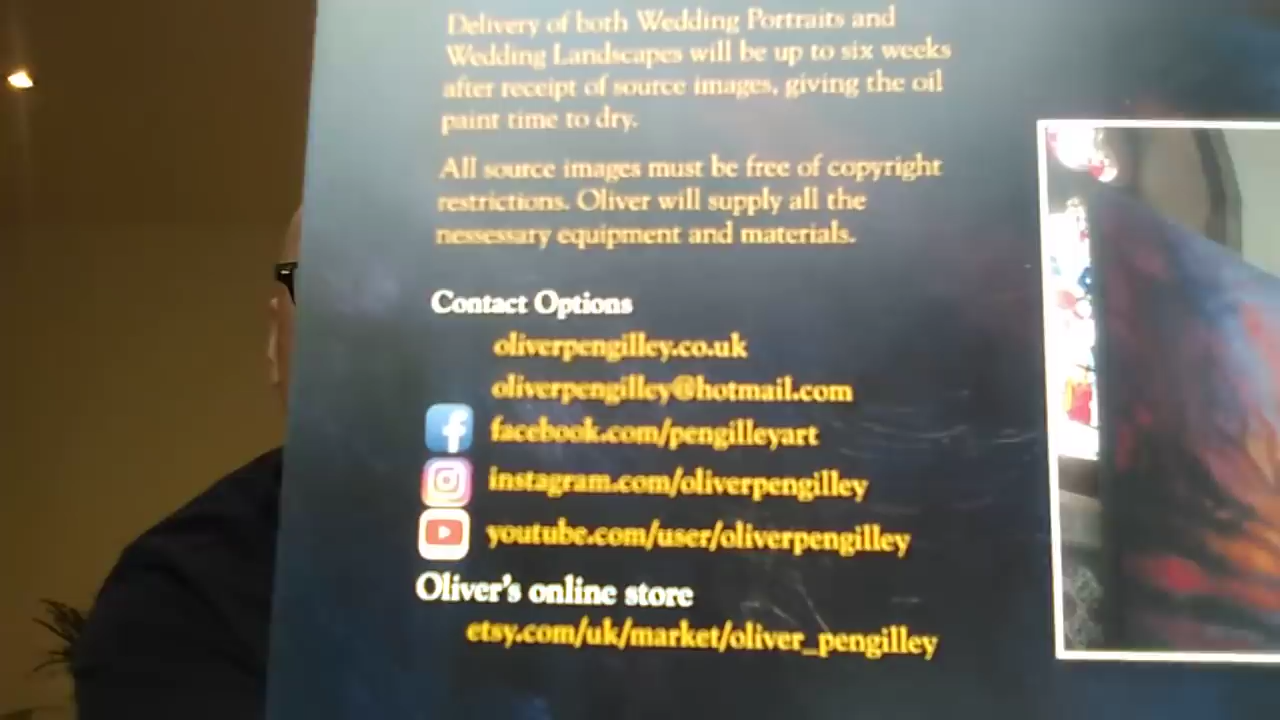 Delivery of both Wedding Portraits and
Wedding Landscapes will be up to six weeks
after receipt of source images, giving the oil
paint time to dry.
All source images must be free of copyright
restrictions. Oliver will supply all the
nessessary equipment and materials.
Contact Options
oliverpengilley.co.uk
oliverpengilley@hotmail.com
facebook.com/pengilleyart
instagram.com/oliverpengilley
youtube.com/user/oliverpengilley
Oliver's online store
etsy.com/uk/market/oliver_pengilley